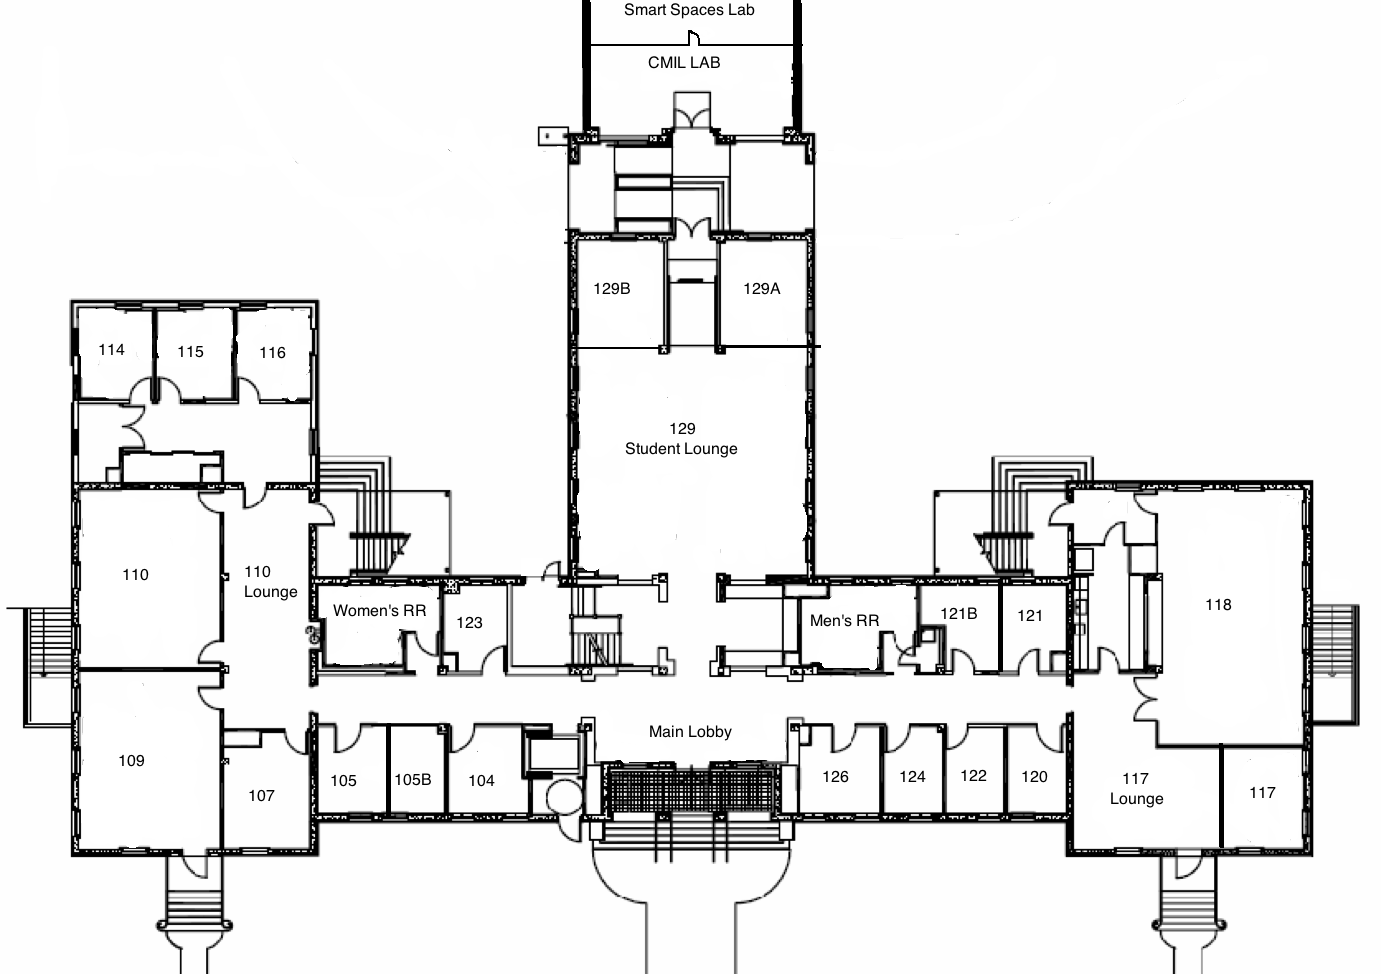 Smart Spaces Lab
CMIL LAB
129B
129A
114
115
116
129
Student Lounge
110
110
Lounge
Women's RR
123
Men's RR
121B
121
118
Main Lobby
109
107
105
105B
104
126
124
122
120
117
Lounge
117